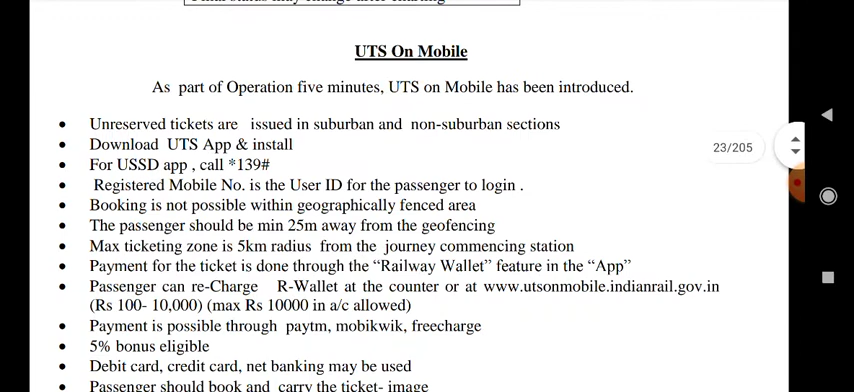 Final status may change after charting
UTS On Mobile
As part of Operation five minutes, UTS on Mobile has been introduced.
• Unreserved tickets are issued in suburban and non-suburban sections
• Download UTS App & install
• For USSD app , call *139#
• Registered Mobile No. is the User ID for the passenger to login .
• Booking is not possible within geographically fenced area
• The passenger should be min 25m away from the geofencing
23/205
• Max ticketing zone is 5km radius from the journey commencing station
• Payment for the ticket is done through the “Railway Wallet” feature in the “App”
• Passenger can re-Charge R-Wallet at the counter or at www.utsonmobile.indianrail.gov.in
(Rs 100- 10,000) (max Rs 10000 in a/c allowed)
• Payment is possible through paytm, mobikwik, freecharge
• 5% bonus eligible
• Debit card, credit card, net banking may be used
• Passenger should book and carry the ticket- image